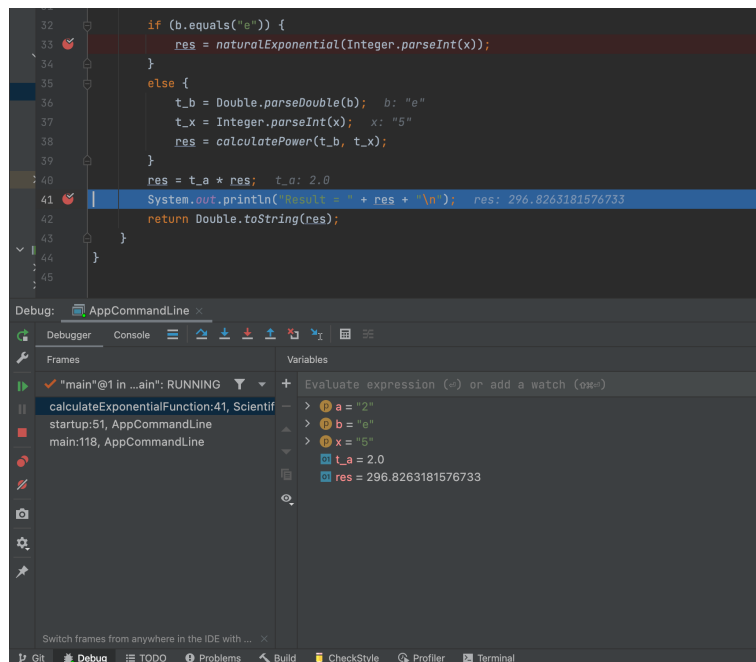 32 if (b.equals("e")) {
33 res = naturalExponential(Integer.parseInt(x));
34 }
35 else {
36 t_b = Double.parseDouble(b); b: "e"
37 t_x = Integer.parseInt(x); x: "5"
38 res = calculatePower(t_b, t_x);
39 }
40 res = t_a * res; t_a: 2.0
41 System.out.println("Result = " + res + "\n"); res: 296.8263181576733
42 return Double.toString(res);
43 }
44 }
45
Debug: AppCommandLine
Debugger Console
Frames Variables
"main"@1 in ...ain": RUNNING Evaluate expression (⏎) or add a watch (⇧⌘⏎)
calculateExponentialFunction:41, Scientif a = "2"
startup:51, AppCommandLine b = "e"
main:118, AppCommandLine x = "5"
t_a = 2.0
res = 296.8263181576733
Switch frames from anywhere in the IDE with ...
Git Debug TODO Problems Build CheckStyle Profiler Terminal